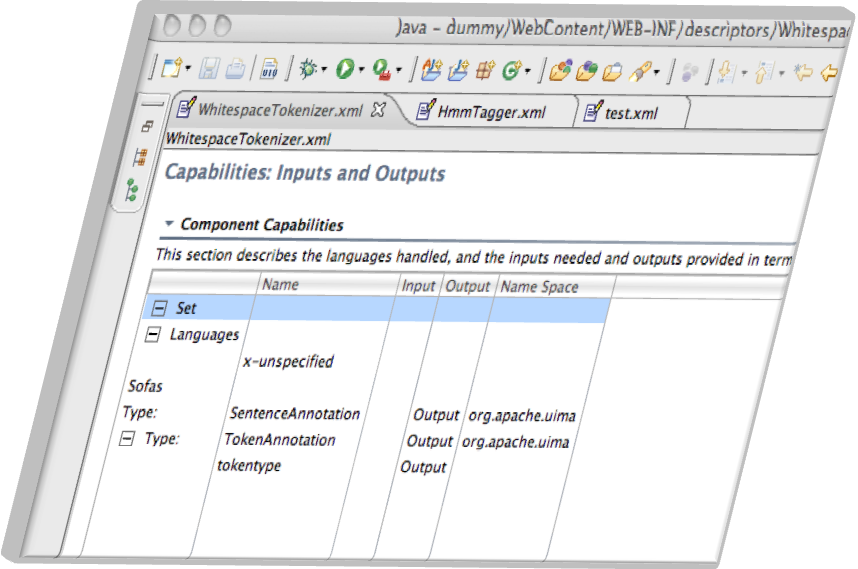 Java – dummy/WebContent/WEB-INF/descriptors/Whitespac
010
WhitespaceTokenizer.xml HmmTagger.xml test.xml
WhitespaceTokenizer.xml
Capabilities: Inputs and Outputs
Component Capabilities
This section describes the languages handled, and the inputs needed and outputs provided in term
Name Input Output Name Space
Set
Languages
x-unspecified
Sofas
Type: SentenceAnnotation Output org.apache.uima
Type: TokenAnnotation Output org.apache.uima
tokentype Output